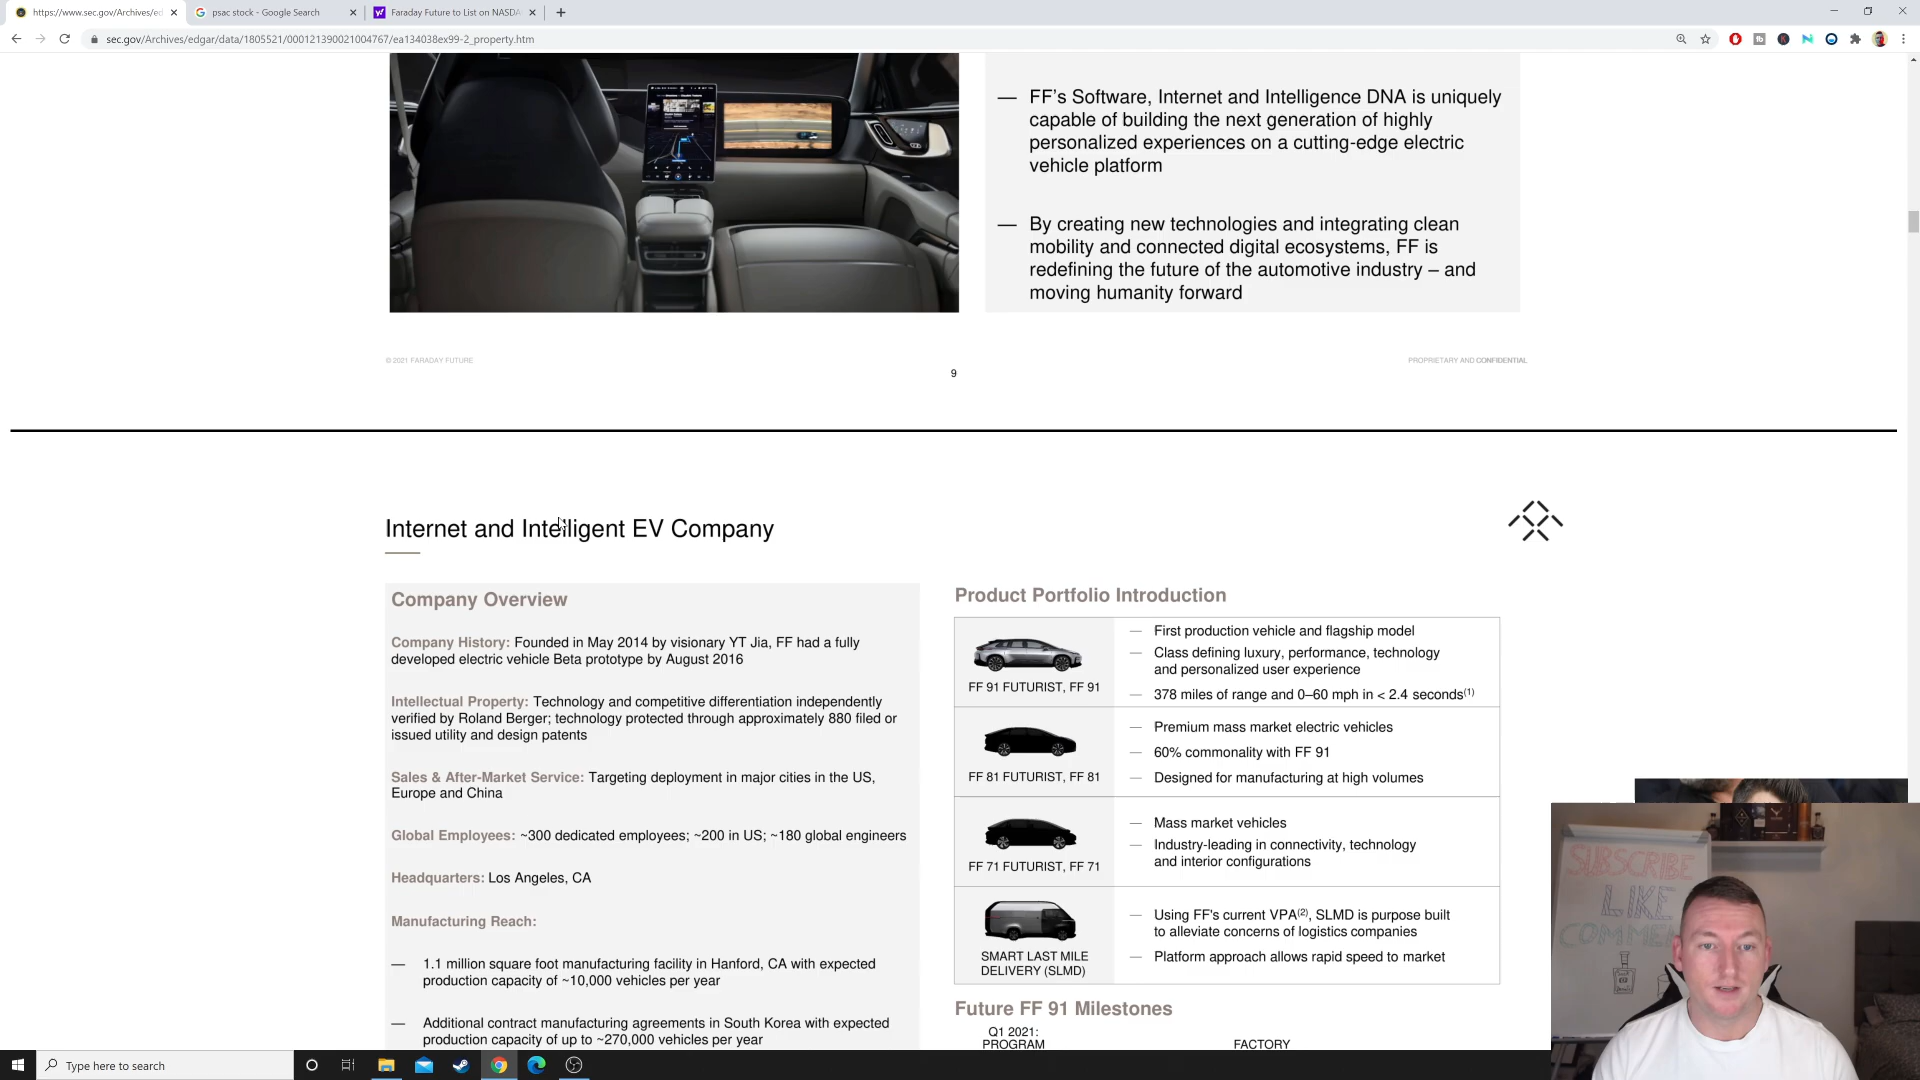 https://www.sec.gov/Archives/ed
psac stock - Google Search
Faraday Future to List on NASDA
sec.gov/Archives/edgar/data/1805521/000121390021004767/ea134038ex99-2_property.htm
— FF's Software, Internet and Intelligence DNA is uniquely
capable of building the next generation of highly
personalized experiences on a cutting-edge electric
vehicle platform
— By creating new technologies and integrating clean
mobility and connected digital ecosystems, FF is
redefining the future of the automotive industry – and
moving humanity forward
© 2021 FARADAY FUTURE
PROPRIETARY AND CONFIDENTIAL
9
Internet and Intelligent EV Company
Company Overview
Company History: Founded in May 2014 by visionary YT Jia, FF had a fully
developed electric vehicle Beta prototype by August 2016
Intellectual Property: Technology and competitive differentiation independently
verified by Roland Berger; technology protected through approximately 880 filed or
issued utility and design patents
Sales & After-Market Service: Targeting deployment in major cities in the US,
Europe and China
Global Employees: ~300 dedicated employees; ~200 in US; ~180 global engineers
Headquarters: Los Angeles, CA
Manufacturing Reach:
— 1.1 million square foot manufacturing facility in Hanford, CA with expected
production capacity of ~10,000 vehicles per year
— Additional contract manufacturing agreements in South Korea with expected
production capacity of up to ~270,000 vehicles per year
Product Portfolio Introduction
FF 91 FUTURIST, FF 91
— First production vehicle and flagship model
— Class defining luxury, performance, technology
and personalized user experience
— 378 miles of range and 0–60 mph in < 2.4 seconds(1)
FF 81 FUTURIST, FF 81
— Premium mass market electric vehicles
— 60% commonality with FF 91
— Designed for manufacturing at high volumes
FF 71 FUTURIST, FF 71
— Mass market vehicles
— Industry-leading in connectivity, technology
and interior configurations
SMART LAST MILE
DELIVERY (SLMD)
— Using FF's current VPA(2), SLMD is purpose built
to alleviate concerns of logistics companies
— Platform approach allows rapid speed to market
Future FF 91 Milestones
Q1 2021:
PROGRAM
FACTORY
SUBSCRIBE
LIKE
COMMEN
Type here to search